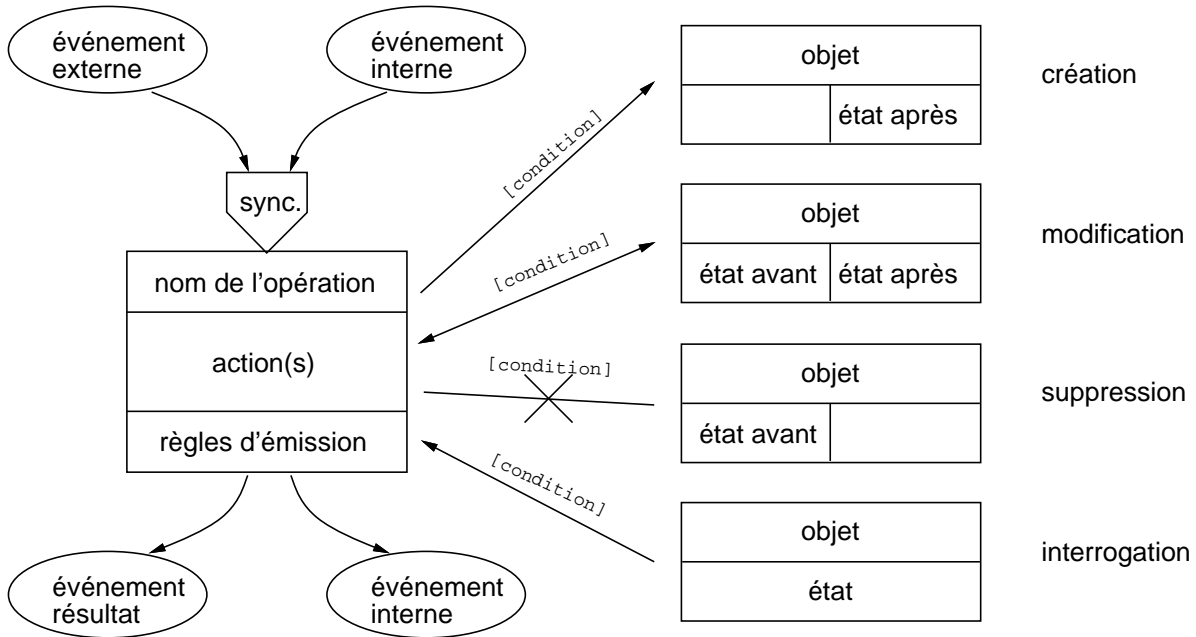 événement
externe
événement
interne
sync.
nom de l'opération
action(s)
règles d'émission
événement
résultat
événement
interne
[condition]
[condition]
[condition]
[condition]
objet
état après
création
objet
état avant
état après
modification
objet
état avant
suppression
objet
état
interrogation